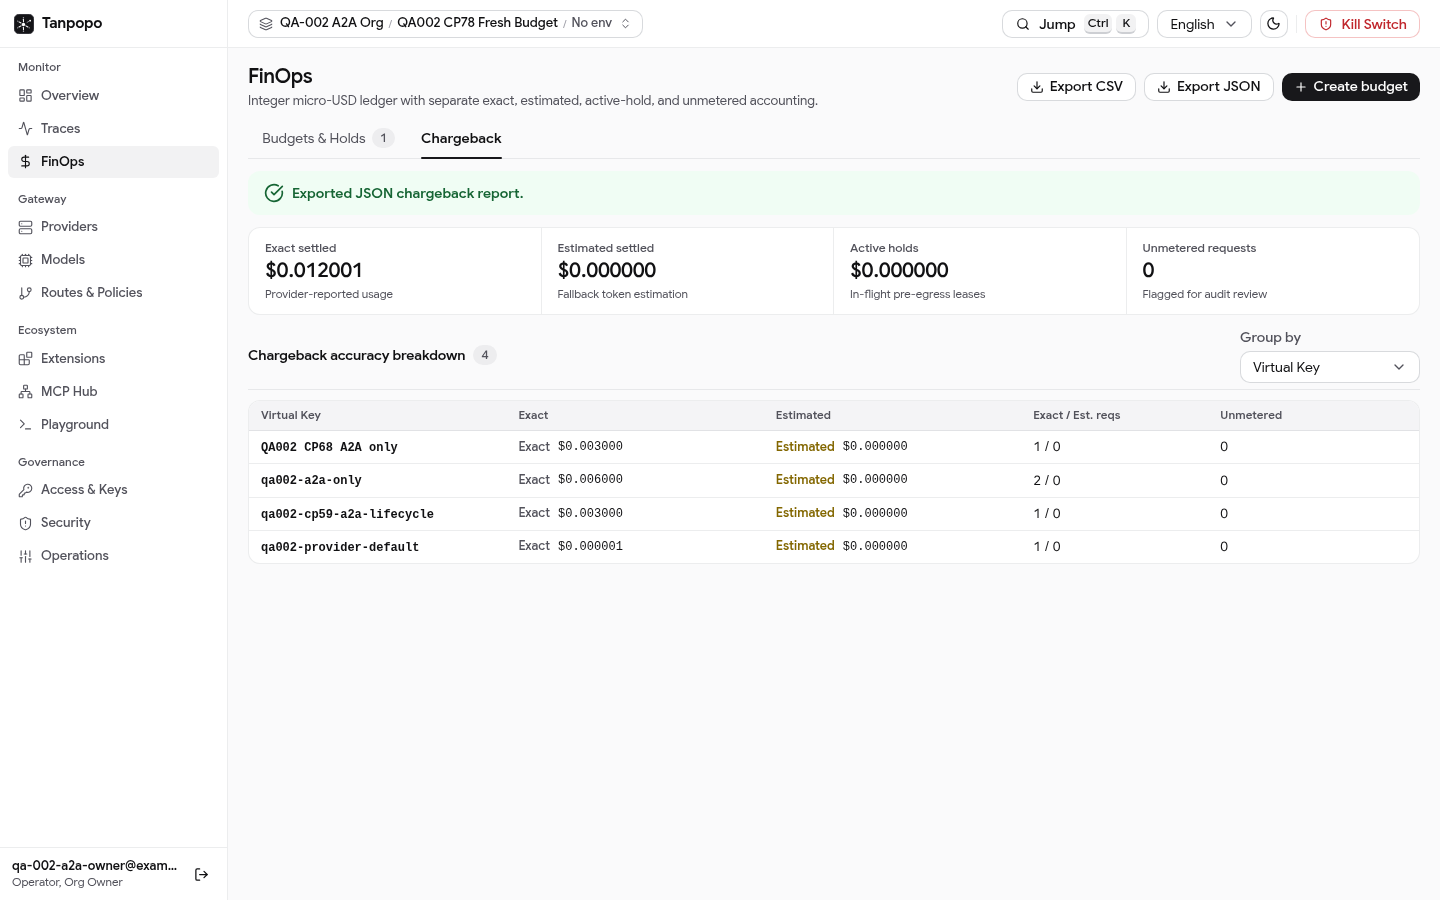 Tanpopo
QA-002 A2A Org / QA002 CP78 Fresh Budget / No env
Jump Ctrl K
English
Kill Switch
Monitor
Overview
Traces
FinOps
Gateway
Providers
Models
Routes & Policies
Ecosystem
Extensions
MCP Hub
Playground
Governance
Access & Keys
Security
Operations
qa-002-a2a-owner@exam...
Operator, Org Owner
FinOps
Integer micro-USD ledger with separate exact, estimated, active-hold, and unmetered accounting.
Export CSV
Export JSON
Create budget
Budgets & Holds 1
Chargeback
Exported JSON chargeback report.
Exact settled
$0.012001
Provider-reported usage
Estimated settled
$0.000000
Fallback token estimation
Active holds
$0.000000
In-flight pre-egress leases
Unmetered requests
0
Flagged for audit review
Chargeback accuracy breakdown 4
Group by
Virtual Key
Virtual Key Exact Estimated Exact / Est. reqs Unmetered
QA002 CP68 A2A only Exact $0.003000 Estimated $0.000000 1 / 0 0
qa002-a2a-only Exact $0.006000 Estimated $0.000000 2 / 0 0
qa002-cp59-a2a-lifecycle Exact $0.003000 Estimated $0.000000 1 / 0 0
qa002-provider-default Exact $0.000001 Estimated $0.000000 1 / 0 0